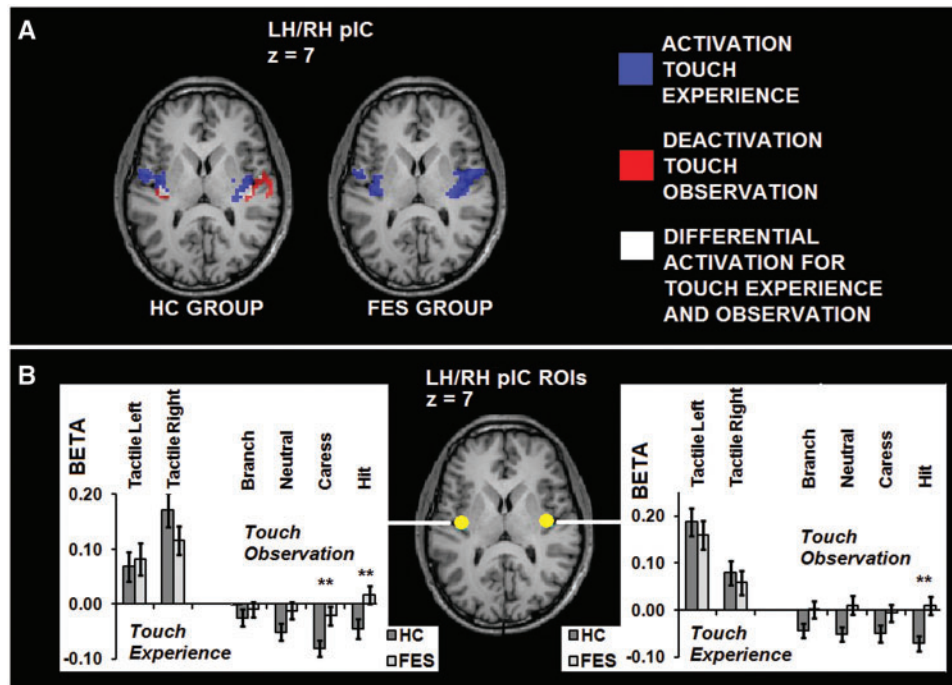 A
LH/RH pIC
z = 7
HC GROUP
FES GROUP
ACTIVATION
TOUCH
EXPERIENCE
DEACTIVATION
TOUCH
OBSERVATION
DIFFERENTIAL
ACTIVATION FOR
TOUCH EXPERIENCE
AND OBSERVATION
B
LH/RH pIC ROIs
z = 7
BETA
Tactile Left
Tactile Right
Branch
Neutral
Caress
Hit
0.20
0.10
0.00
-0.10
Touch
Observation
**
**
Touch
Experience
HC
FES
BETA
Tactile Left
Tactile Right
Branch
Neutral
Caress
Hit
0.20
0.10
0.00
-0.10
Touch
Observation
**
Touch
Experience
HC
FES